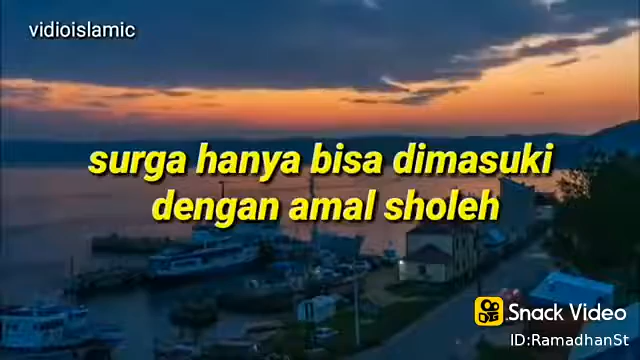 vidioislamic
surga hanya bisa dimasuki
dengan amal sholeh
Snack Video
ID:RamadhanSt